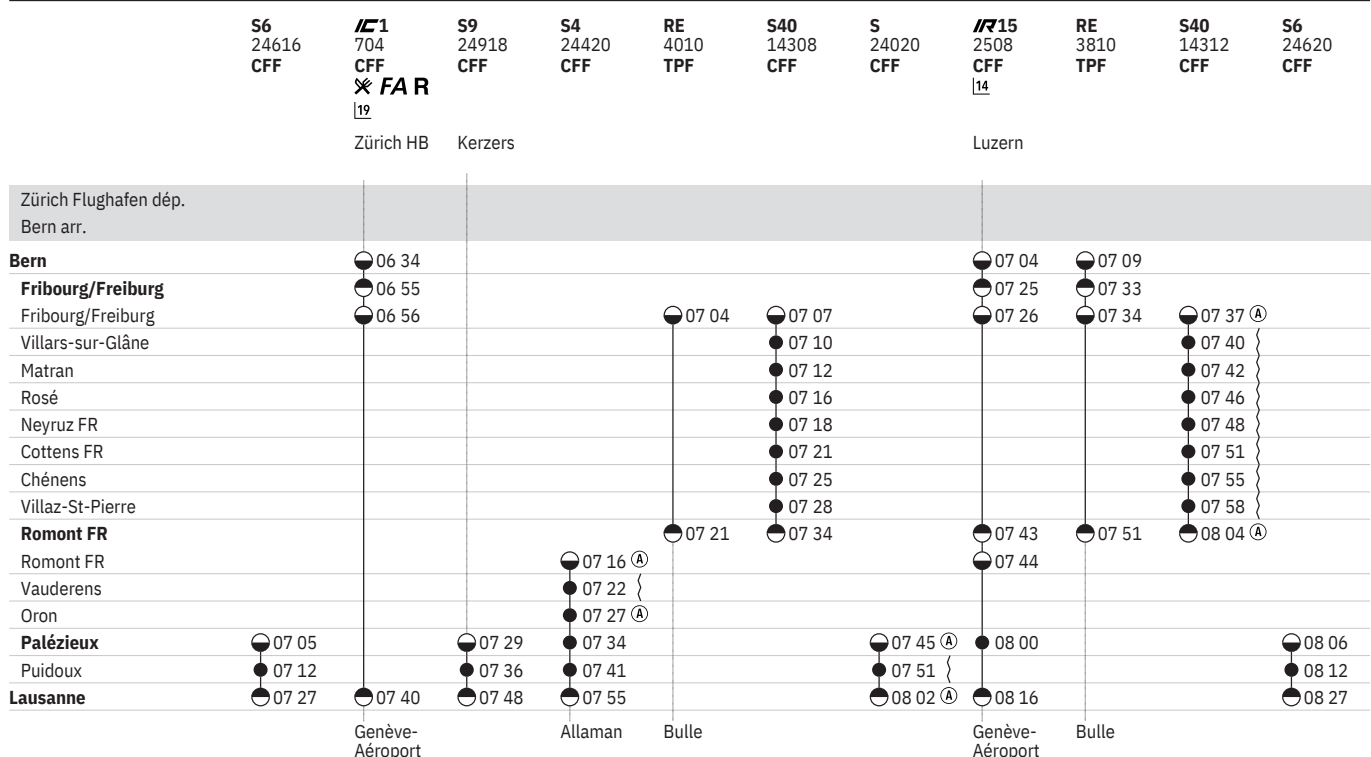 S6 IC1 S9 S4 RE S40 S IR15 RE S40 S6
24616 704 24918 24420 4010 14308 24020 2508 3810 14312 24620
CFF CFF CFF CFF TPF CFF CFF CFF TPF CFF CFF
FA R 14
19
Zürich HB Kerzers Luzern
Zürich Flughafen dép.
Bern arr.
Bern 06 34 07 04 07 09
Fribourg/Freiburg 06 55 07 25 07 33
Fribourg/Freiburg 06 56 07 04 07 07 07 26 07 34 07 37 A
Villars-sur-Glâne 07 10 07 40
Matran 07 12 07 42
Rosé 07 16 07 46
Neyruz FR 07 18 07 48
Cottens FR 07 21 07 51
Chénens 07 25 07 55
Villaz-St-Pierre 07 28 07 58
Romont FR 07 21 07 34 07 43 07 51 08 04 A
Romont FR 07 16 A 07 44
Vauderens 07 22
Oron 07 27 A
Palézieux 07 05 07 29 07 34 07 45 A 08 00 08 06
Puidoux 07 12 07 36 07 41 07 51 08 12
Lausanne 07 27 07 40 07 48 07 55 08 02 A 08 16 08 27
Genève- Allaman Bulle Genève- Bulle
Aéroport Aéroport